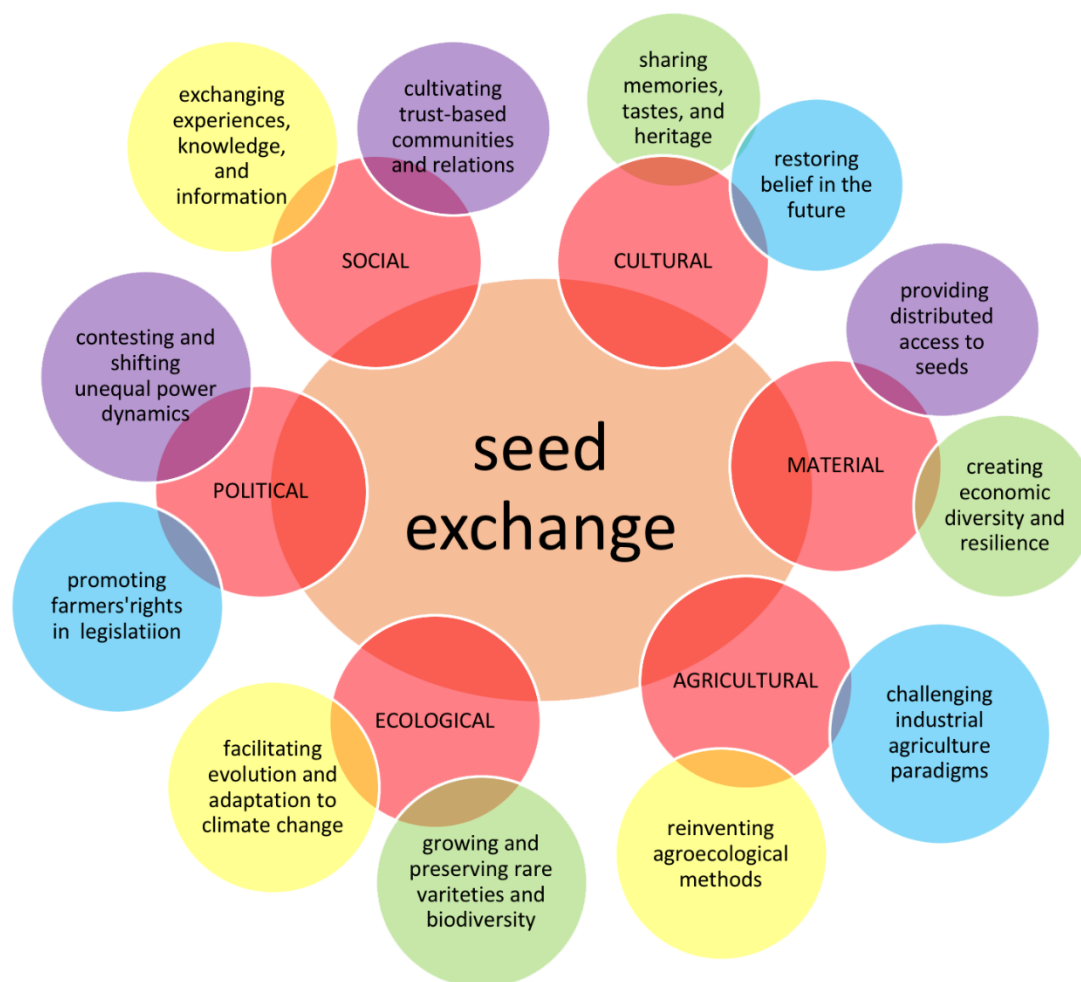 exchanging
experiences,
knowledge,
and
information
cultivating
trust-based
communities
and relations
SOCIAL
sharing
memories,
tastes, and
heritage
restoring
belief in the
future
CULTURAL
providing
distributed
access to
seeds
creating
economic
diversity and
resilience
MATERIAL
contesting and
shifting
unequal power
dynamics
POLITICAL
promoting
farmers'rights
in legislatiion
seed
exchange
ECOLOGICAL
facilitating
evolution and
adaptation to
climate change
growing and
preserving rare
variteties and
biodiversity
AGRICULTURAL
challenging
industrial
agriculture
paradigms
reinventing
agroecological
methods